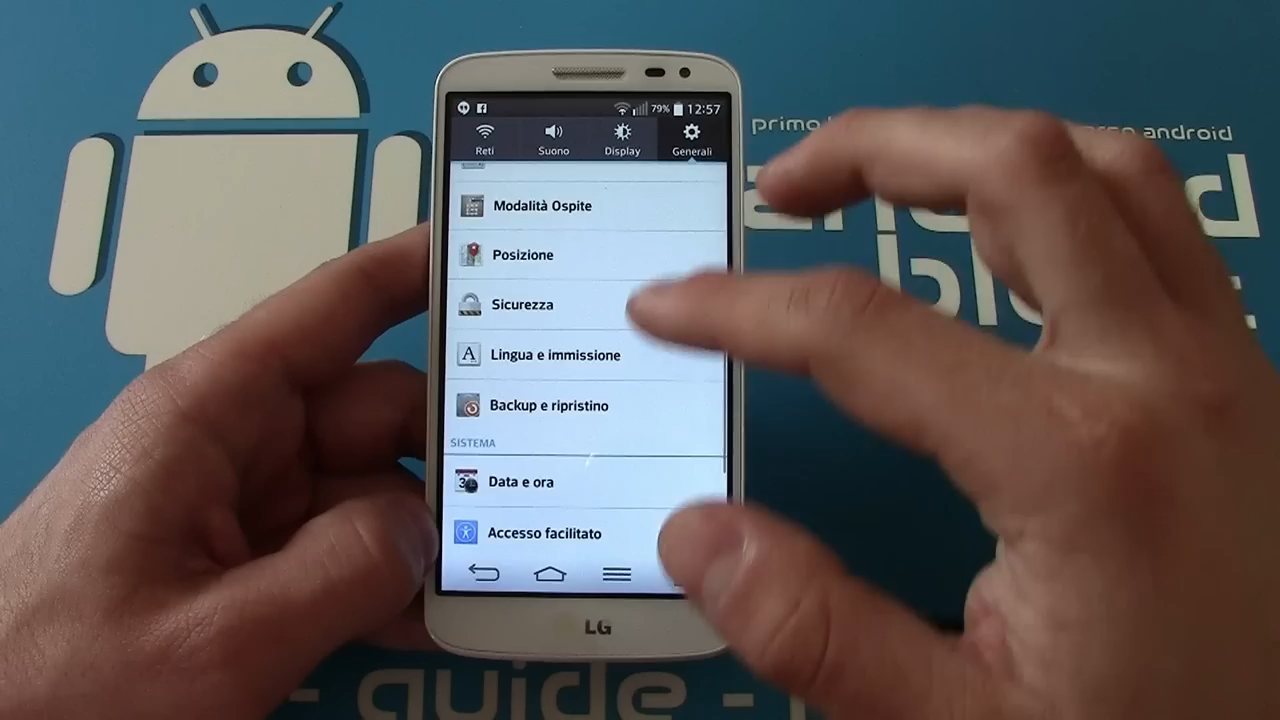 79% 12:57
Reti Suono Display Generali
Modalità Ospite
Posizione
Sicurezza
Lingua e immissione
Backup e ripristino
SISTEMA
Data e ora
Accesso facilitato
LG
primo
android
guide